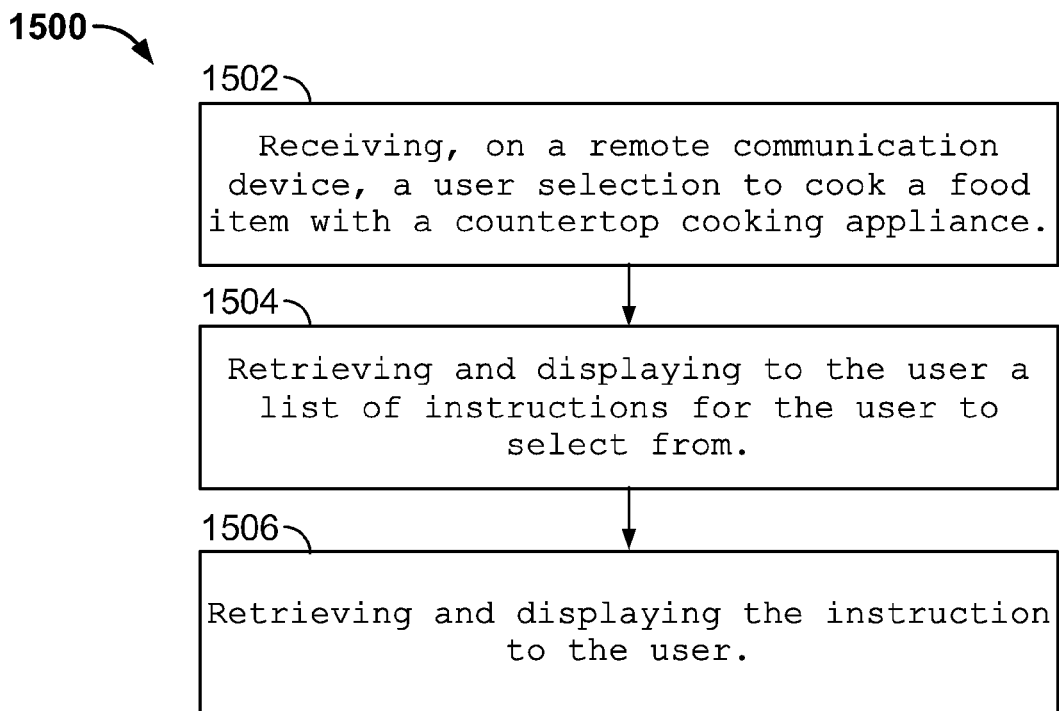 1500
1502
Receiving, on a remote communication
device, a user selection to cook a food
item with a countertop cooking appliance.
1504
Retrieving and displaying to the user a
list of instructions for the user to
select from.
1506
Retrieving and displaying the instruction
to the user.